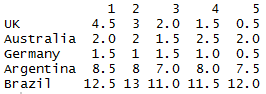 1 2 3 4 5
UK 4.5 3 2.0 1.5 0.5
Australia 2.0 2 1.5 2.5 2.0
Germany 1.5 1 1.5 1.0 0.5
Argentina 8.5 8 7.0 8.0 7.5
Brazil 12.5 13 11.0 11.5 12.0